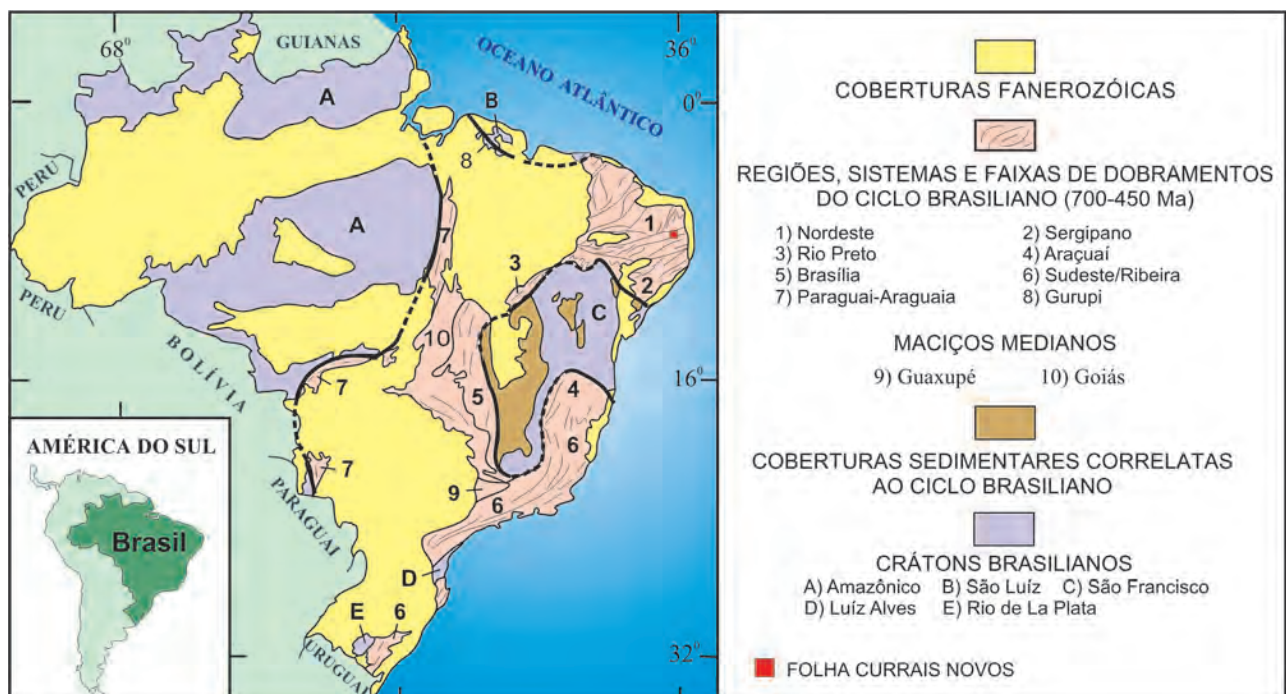 68°
36°
GUIANAS
OCEANO ATLÂNTICO
A
B
0°
8
PERÚ
A
7
1
3
2
C
PERU
BOLÍVIA
10
16°
7
5
4
6
7
9
6
PARAGUAI
D
E
6
URUGUAI
32°
AMÉRICA DO SUL
Brasil
COBERTURAS FANEROZÓICAS
REGIÕES, SISTEMAS E FAIXAS DE DOBRAMENTOS
DO CICLO BRASILIANO (700-450 Ma)
1) Nordeste 2) Sergipano
3) Rio Preto 4) Araçuaí
5) Brasília 6) Sudeste/Ribeira
7) Paraguai-Araguaia 8) Gurupi
MACIÇOS MEDIANOS
9) Guaxupé 10) Goiás
COBERTURAS SEDIMENTARES CORRELATAS
AO CICLO BRASILIANO
CRÁTONS BRASILIANOS
A) Amazônico B) São Luíz C) São Francisco
D) Luíz Alves E) Rio de La Plata
FOLHA CURRAIS NOVOS